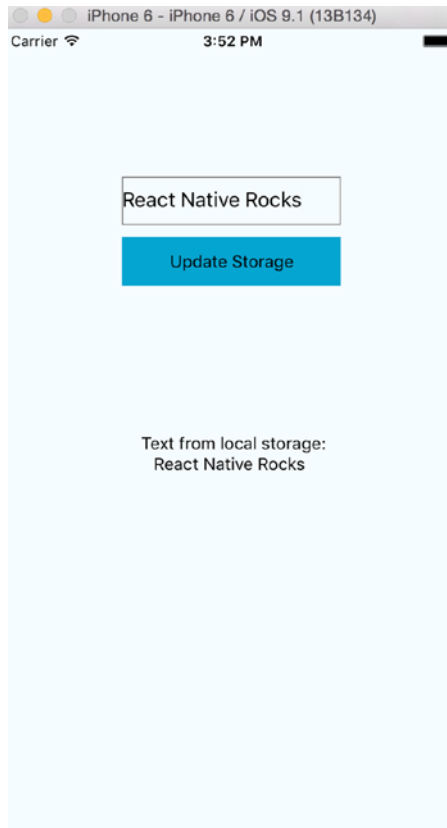 iPhone 6 - iPhone 6 / iOS 9.1 (13B134)
Carrier 3:52 PM
React Native Rocks
Update Storage
Text from local storage:
React Native Rocks